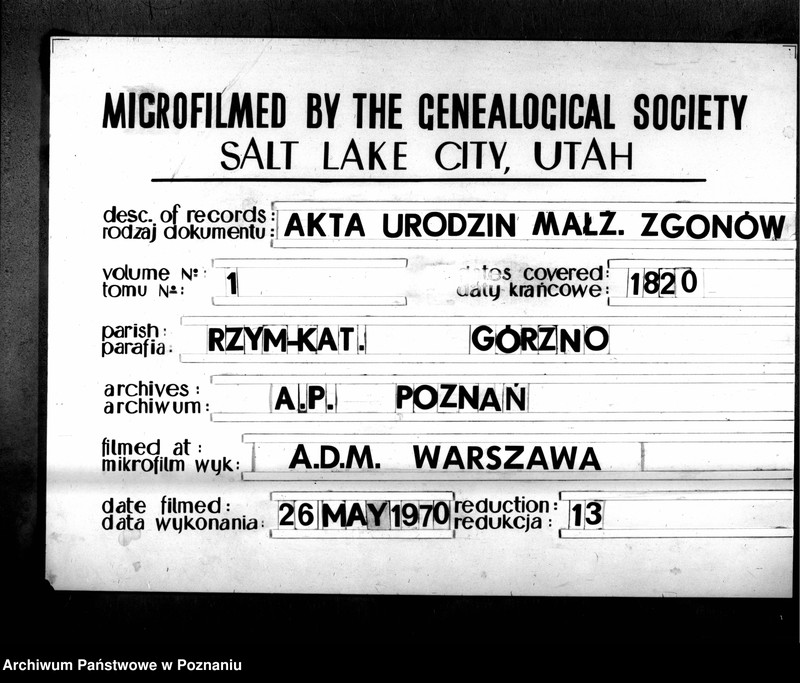 MICROFILMED BY THE GENEALOGICAL SOCIETY
SALT LAKE CITY, UTAH
desc. of records:
rodzaj dokumentu: AKTA URODZIN MAŁŻ. ZGONÓW
volume No: dates covered:
tomu No: 1 daty krańcowe: 1820
parish:
parafia: RZYM-KAT. GÓRZNO
archives:
archiwum: A.P. POZNAŃ
filmed at:
mikrofilm wyk: A.D.M. WARSZAWA
date filmed: reduction:
data wykonania: 26 MAY 1970 redukcja: 13
Archiwum Państwowe w Poznaniu